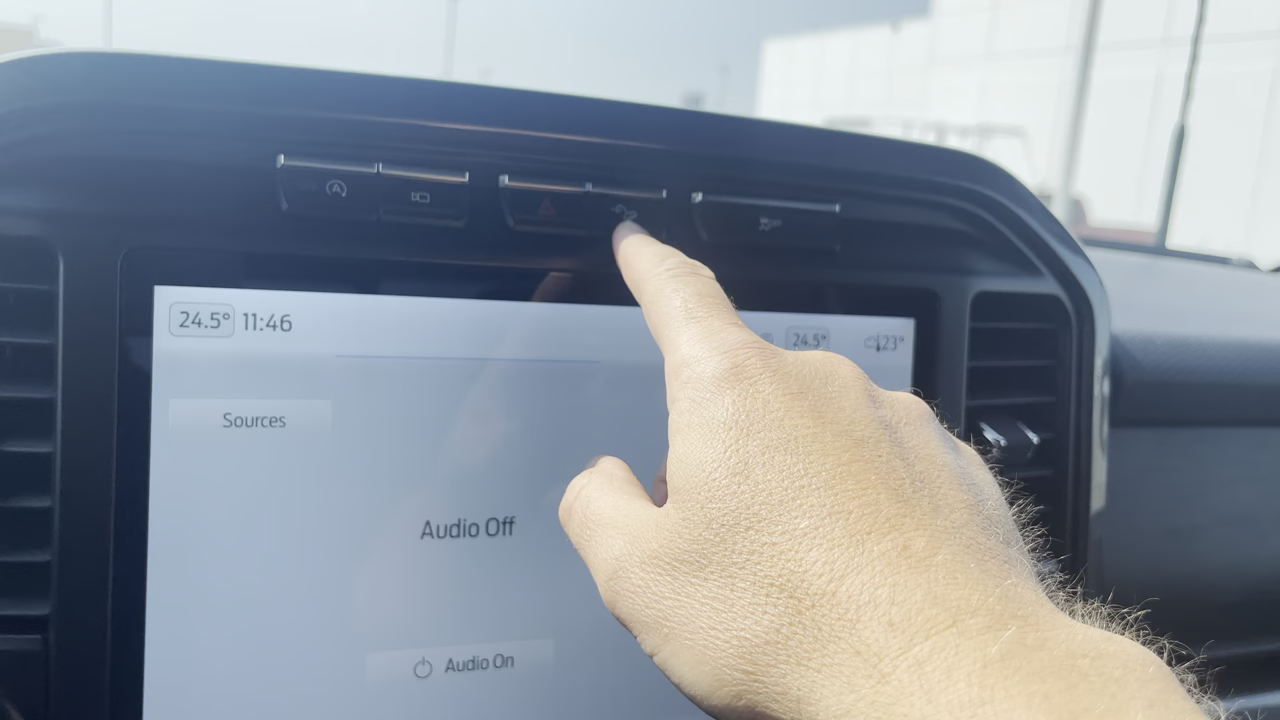 24.5° 11:46
24.5° 23°
Sources
Audio Off
Audio On